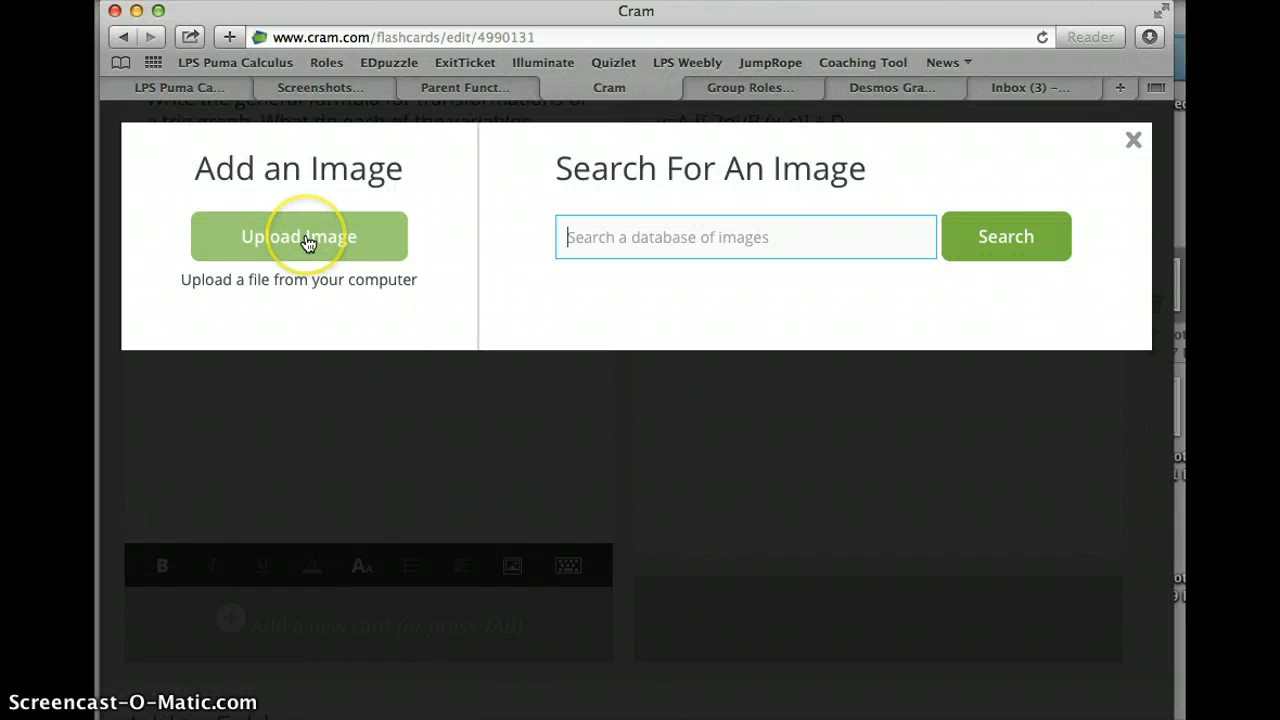 Cram
www.cram.com/flashcards/edit/4990131
Reader
LPS Puma Calculus Roles EDpuzzle ExitTicket Illuminate Quizlet LPS Weekly JumpRope Coaching Tool News
LPS Puma Ca... Screenshots... Parent Funct... Cram Group Roles... Desmos Gra... Inbox (3) –...
Add an Image
Search For An Image
Upload Image
Search a database of images
Search
Upload a file from your computer
B I U A AA
Add a new card (or press TAB)
Screencast-O-Matic.com